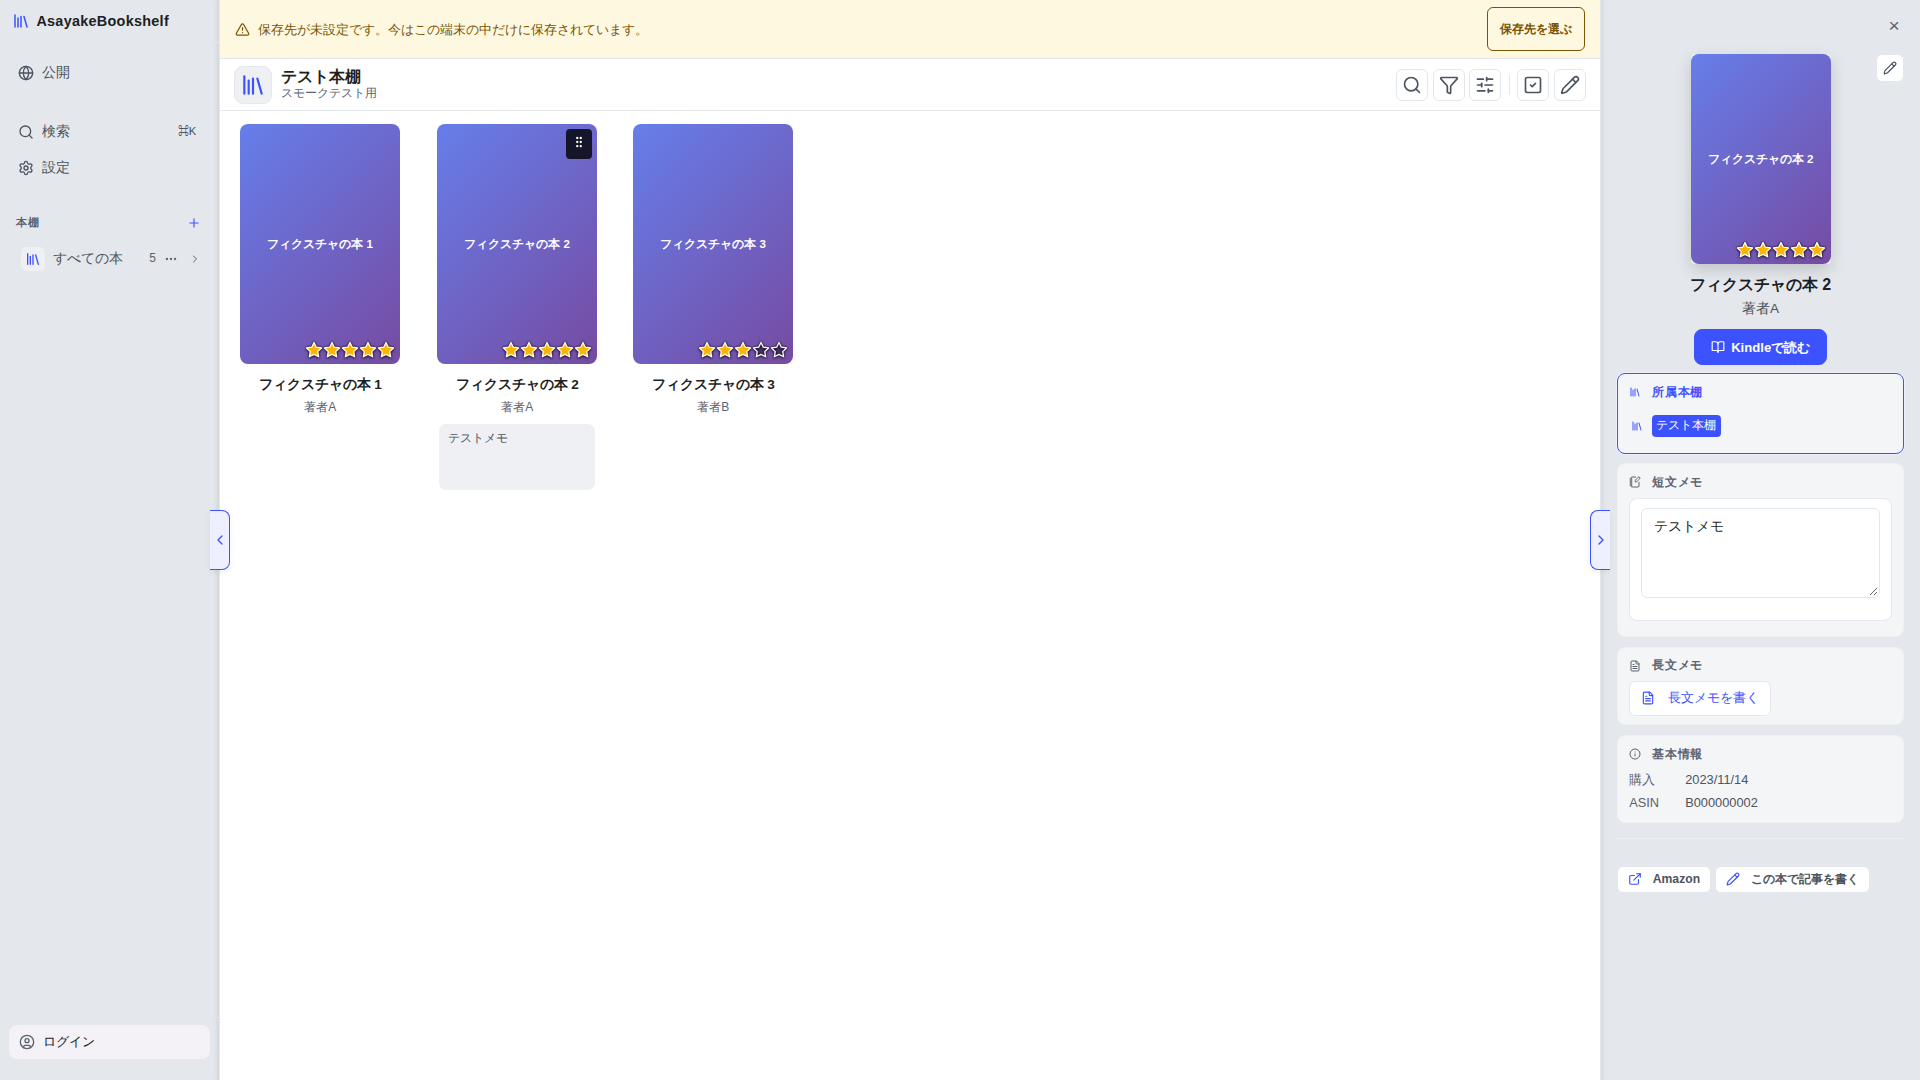 AsayakeBookshelf
公開
検索 ⌘K
設定
本棚
すべての本 5
ログイン
保存先が未設定です。今はこの端末の中だけに保存されています。
保存先を選ぶ
テスト本棚
スモークテスト用
フィクスチャの本 1
フィクスチャの本 1
著者A
フィクスチャの本 2
フィクスチャの本 2
著者A
テストメモ
フィクスチャの本 3
フィクスチャの本 3
著者B
フィクスチャの本 2
フィクスチャの本 2
著者A
Kindleで読む
所属本棚
テスト本棚
短文メモ
テストメモ
長文メモ
長文メモを書く
基本情報
購入 2023/11/14
ASIN B000000002
Amazon この本で記事を書く